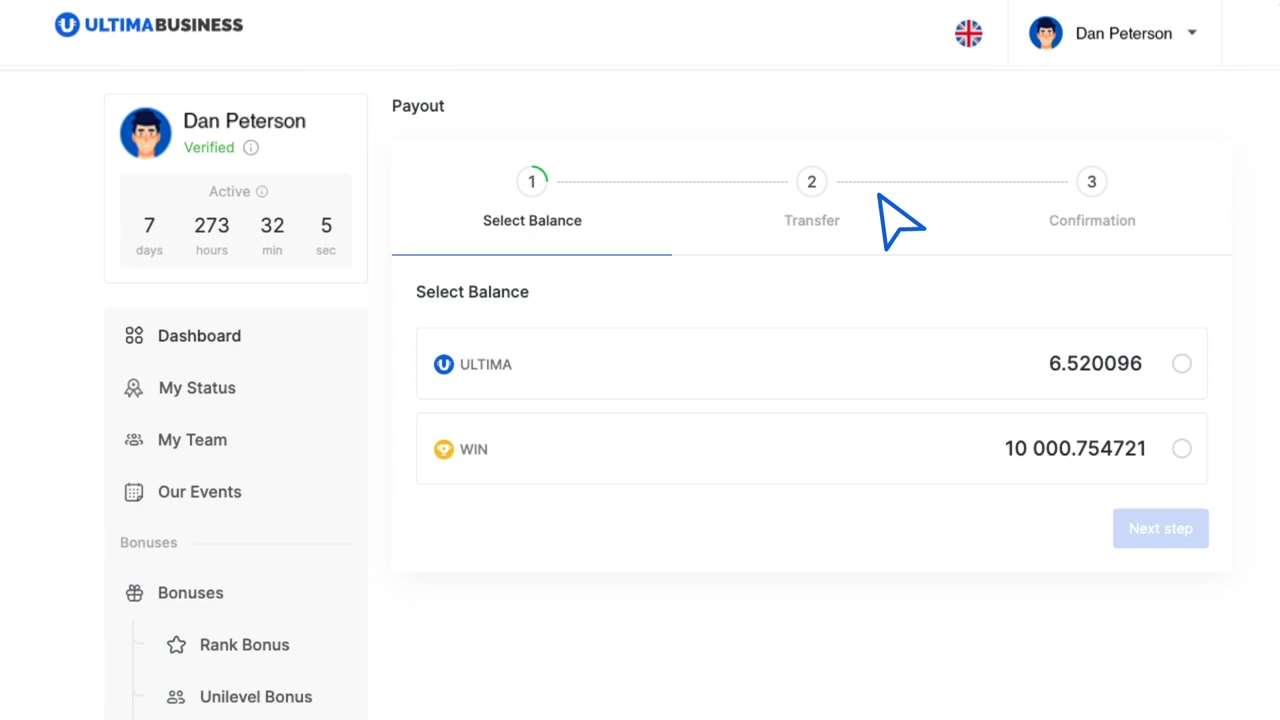 ULTIMABUSINESS
Dan Peterson
Dan Peterson
Verified
Active
7 273 32 5
days hours min sec
Dashboard
My Status
My Team
Our Events
Bonuses
Bonuses
Rank Bonus
Unilevel Bonus
Payout
1 2 3
Select Balance Transfer Confirmation
Select Balance
ULTIMA 6.520096
WIN 10 000.754721
Next step